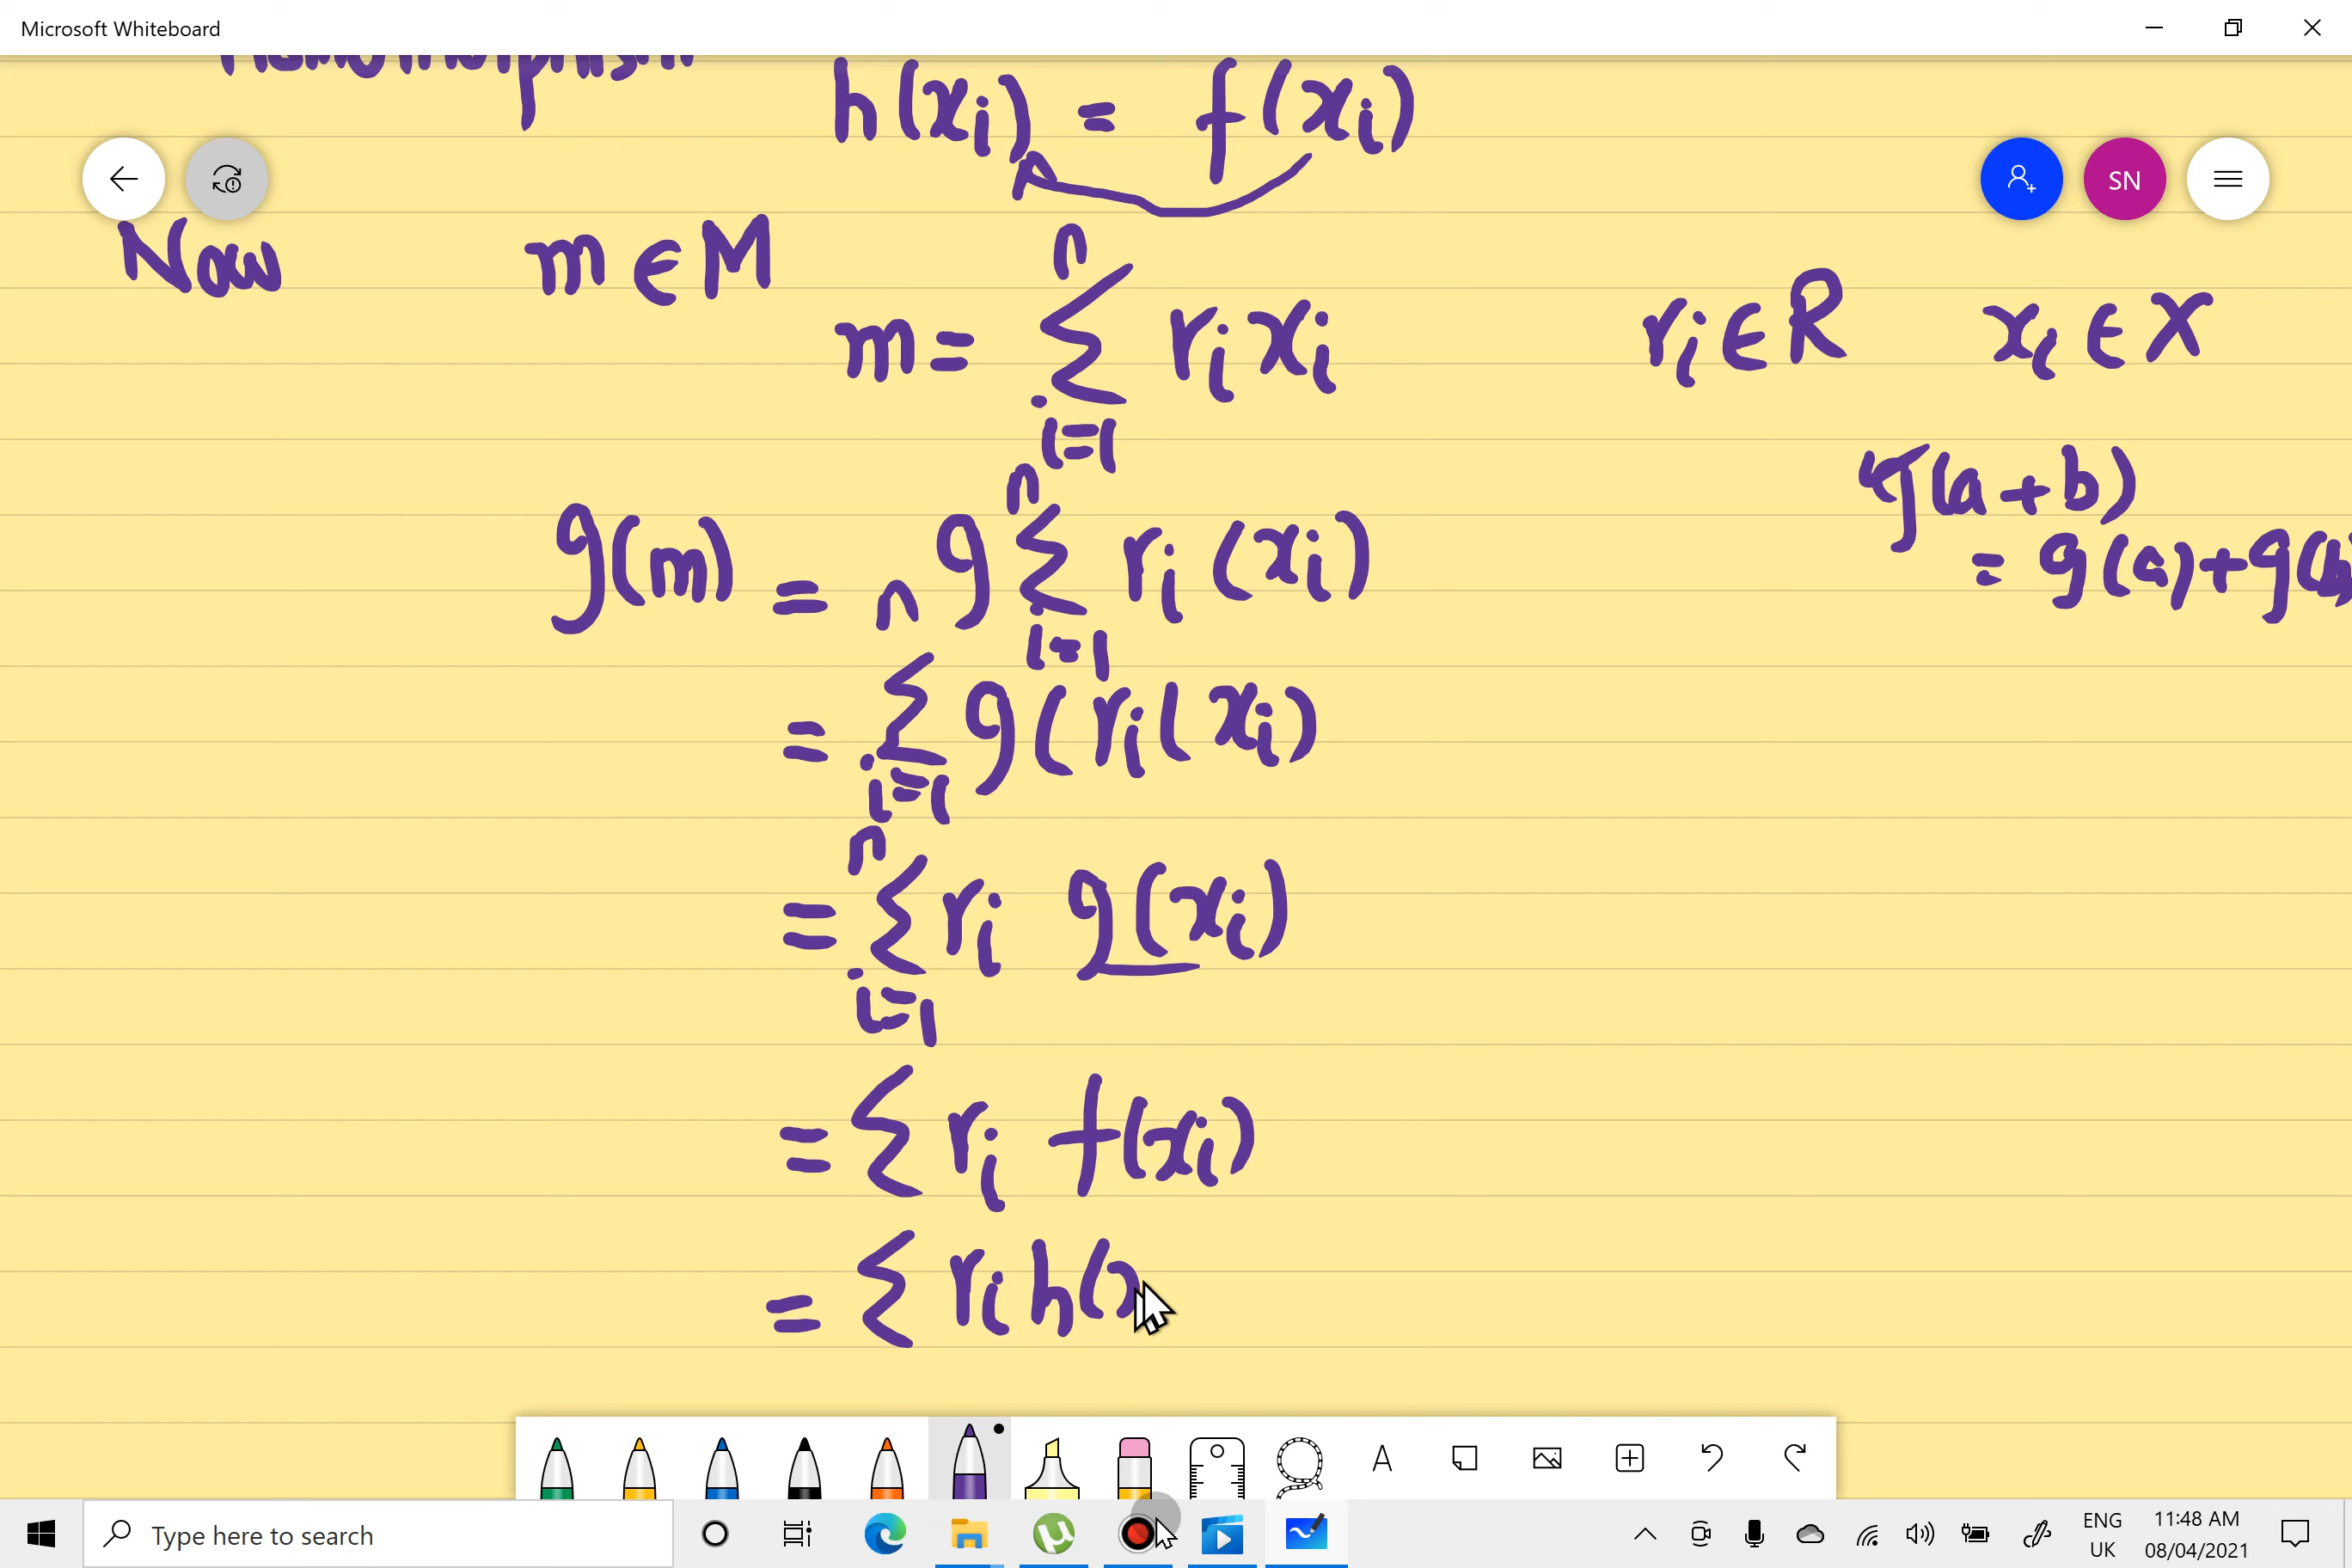 Microsoft Whiteboard
h(xᵢ) = f(xᵢ)
SN
Now m ∈ M
n
m = Σ rᵢ xᵢ rᵢ ∈ R xᵢ ∈ X
i=1
g(a+b)
n
g(m) = g Σ rᵢ (xᵢ) = g(a)+g(b)
i=1
n
= Σ g(rᵢ(xᵢ)
i=1
n
= Σ rᵢ g(xᵢ)
i=1
= Σ rᵢ f(xᵢ)
= Σ rᵢ h(x
A
Type here to search
ENG
UK
11:48 AM
08/04/2021